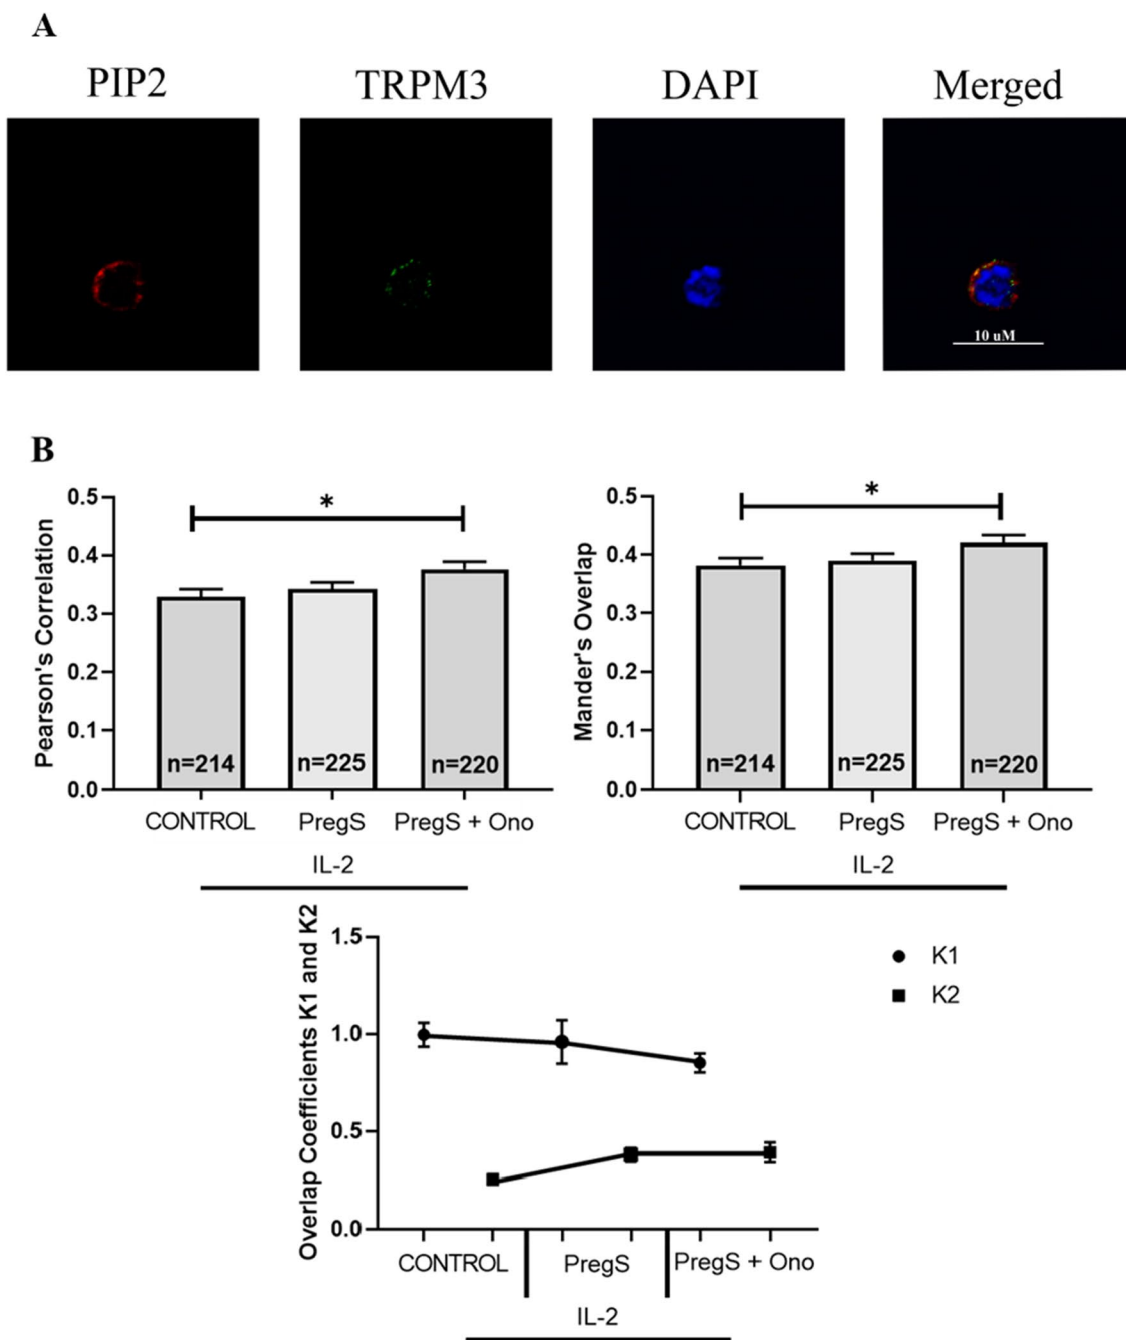 A
PIP2 TRPM3 DAPI Merged
10 uM
B
Pearson's Correlation
0.5
0.4
0.3
0.2
0.1
0.0
*
n=214 n=225 n=220
CONTROL PregS PregS + Ono
IL-2
Mander's Overlap
0.5
0.4
0.3
0.2
0.1
0.0
*
n=214 n=225 n=220
CONTROL PregS PregS + Ono
IL-2
Overlap Coefficients K1 and K2
1.5
1.0
0.5
0.0
K1
K2
CONTROL PregS PregS + Ono
IL-2